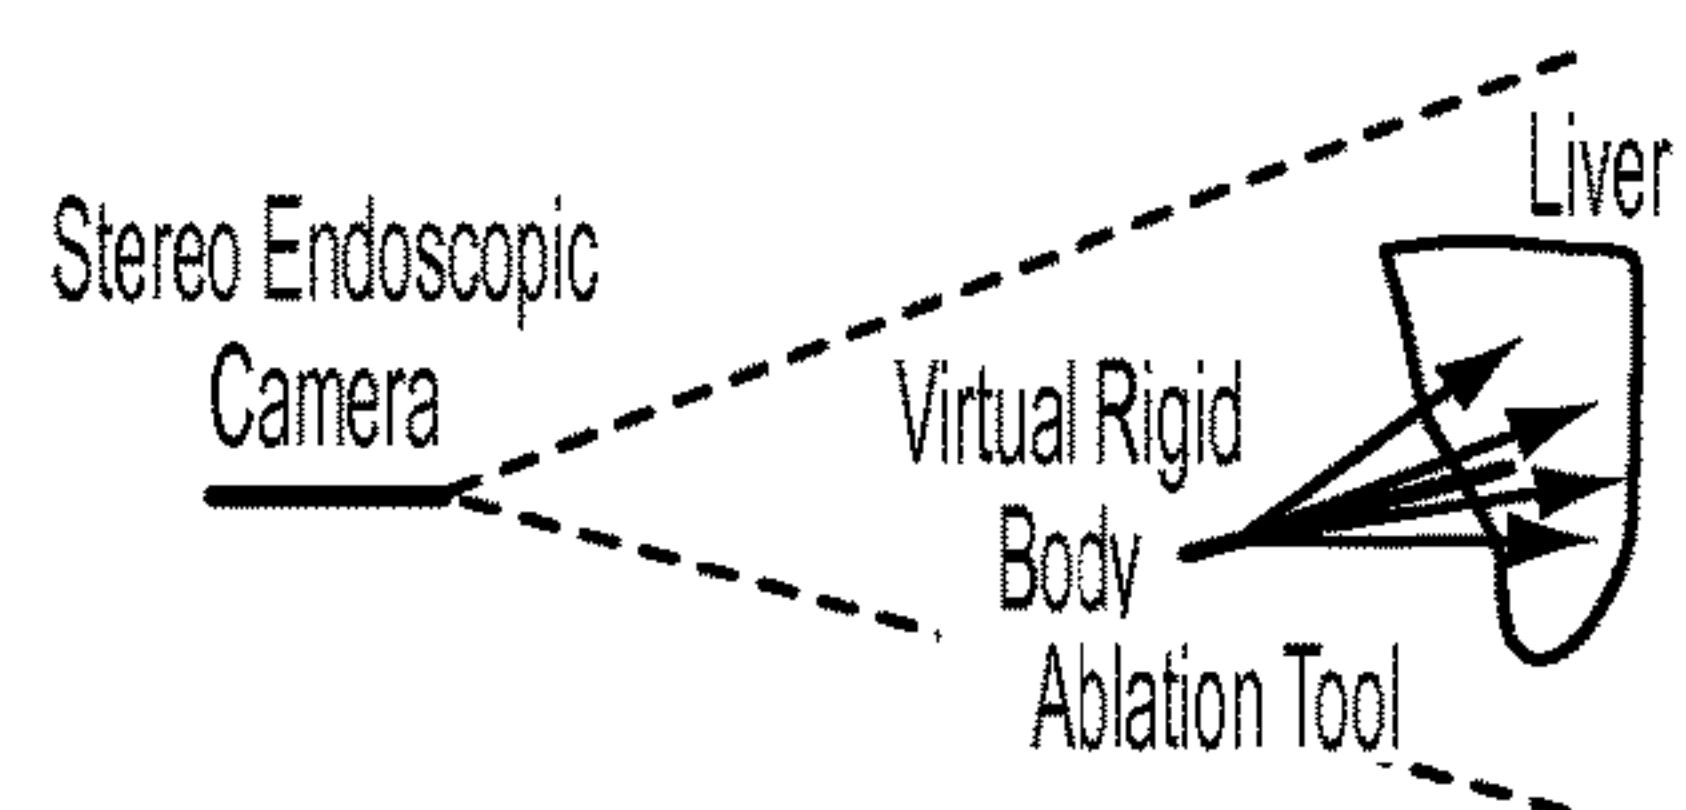 Stereo Endoscopic
Camera
Liver
Virtual Rigid
Body
Ablation Tool